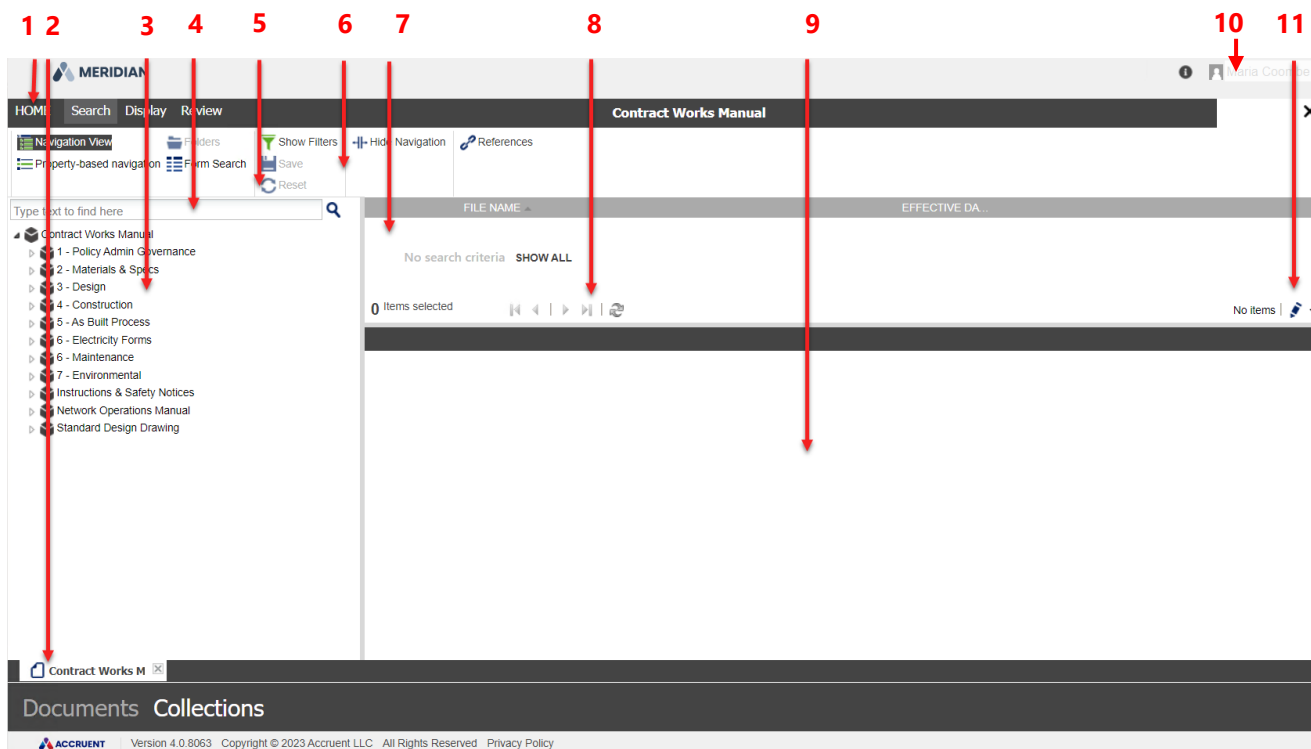 1 2 3 4 5 6 7 8 9 10 11
MERIDIAN
Maria Coombe
HOME Search Display Review Contract Works Manual
Navigation View Folders Show Filters Hide Navigation References
Property-based navigation Form Search Save
Reset
Type text to find here FILE NAME EFFECTIVE DA...
Contract Works Manual
1 - Policy Admin Governance
2 - Materials & Specs
3 - Design
4 - Construction
5 - As Built Process
6 - Electricity Forms
6 - Maintenance
7 - Environmental
Instructions & Safety Notices
Network Operations Manual
Standard Design Drawing
No search criteria SHOW ALL
0 Items selected No items
Contract Works M
Documents Collections
ACCRUENT Version 4.0.8063 Copyright © 2023 Accruent LLC All Rights Reserved Privacy Policy